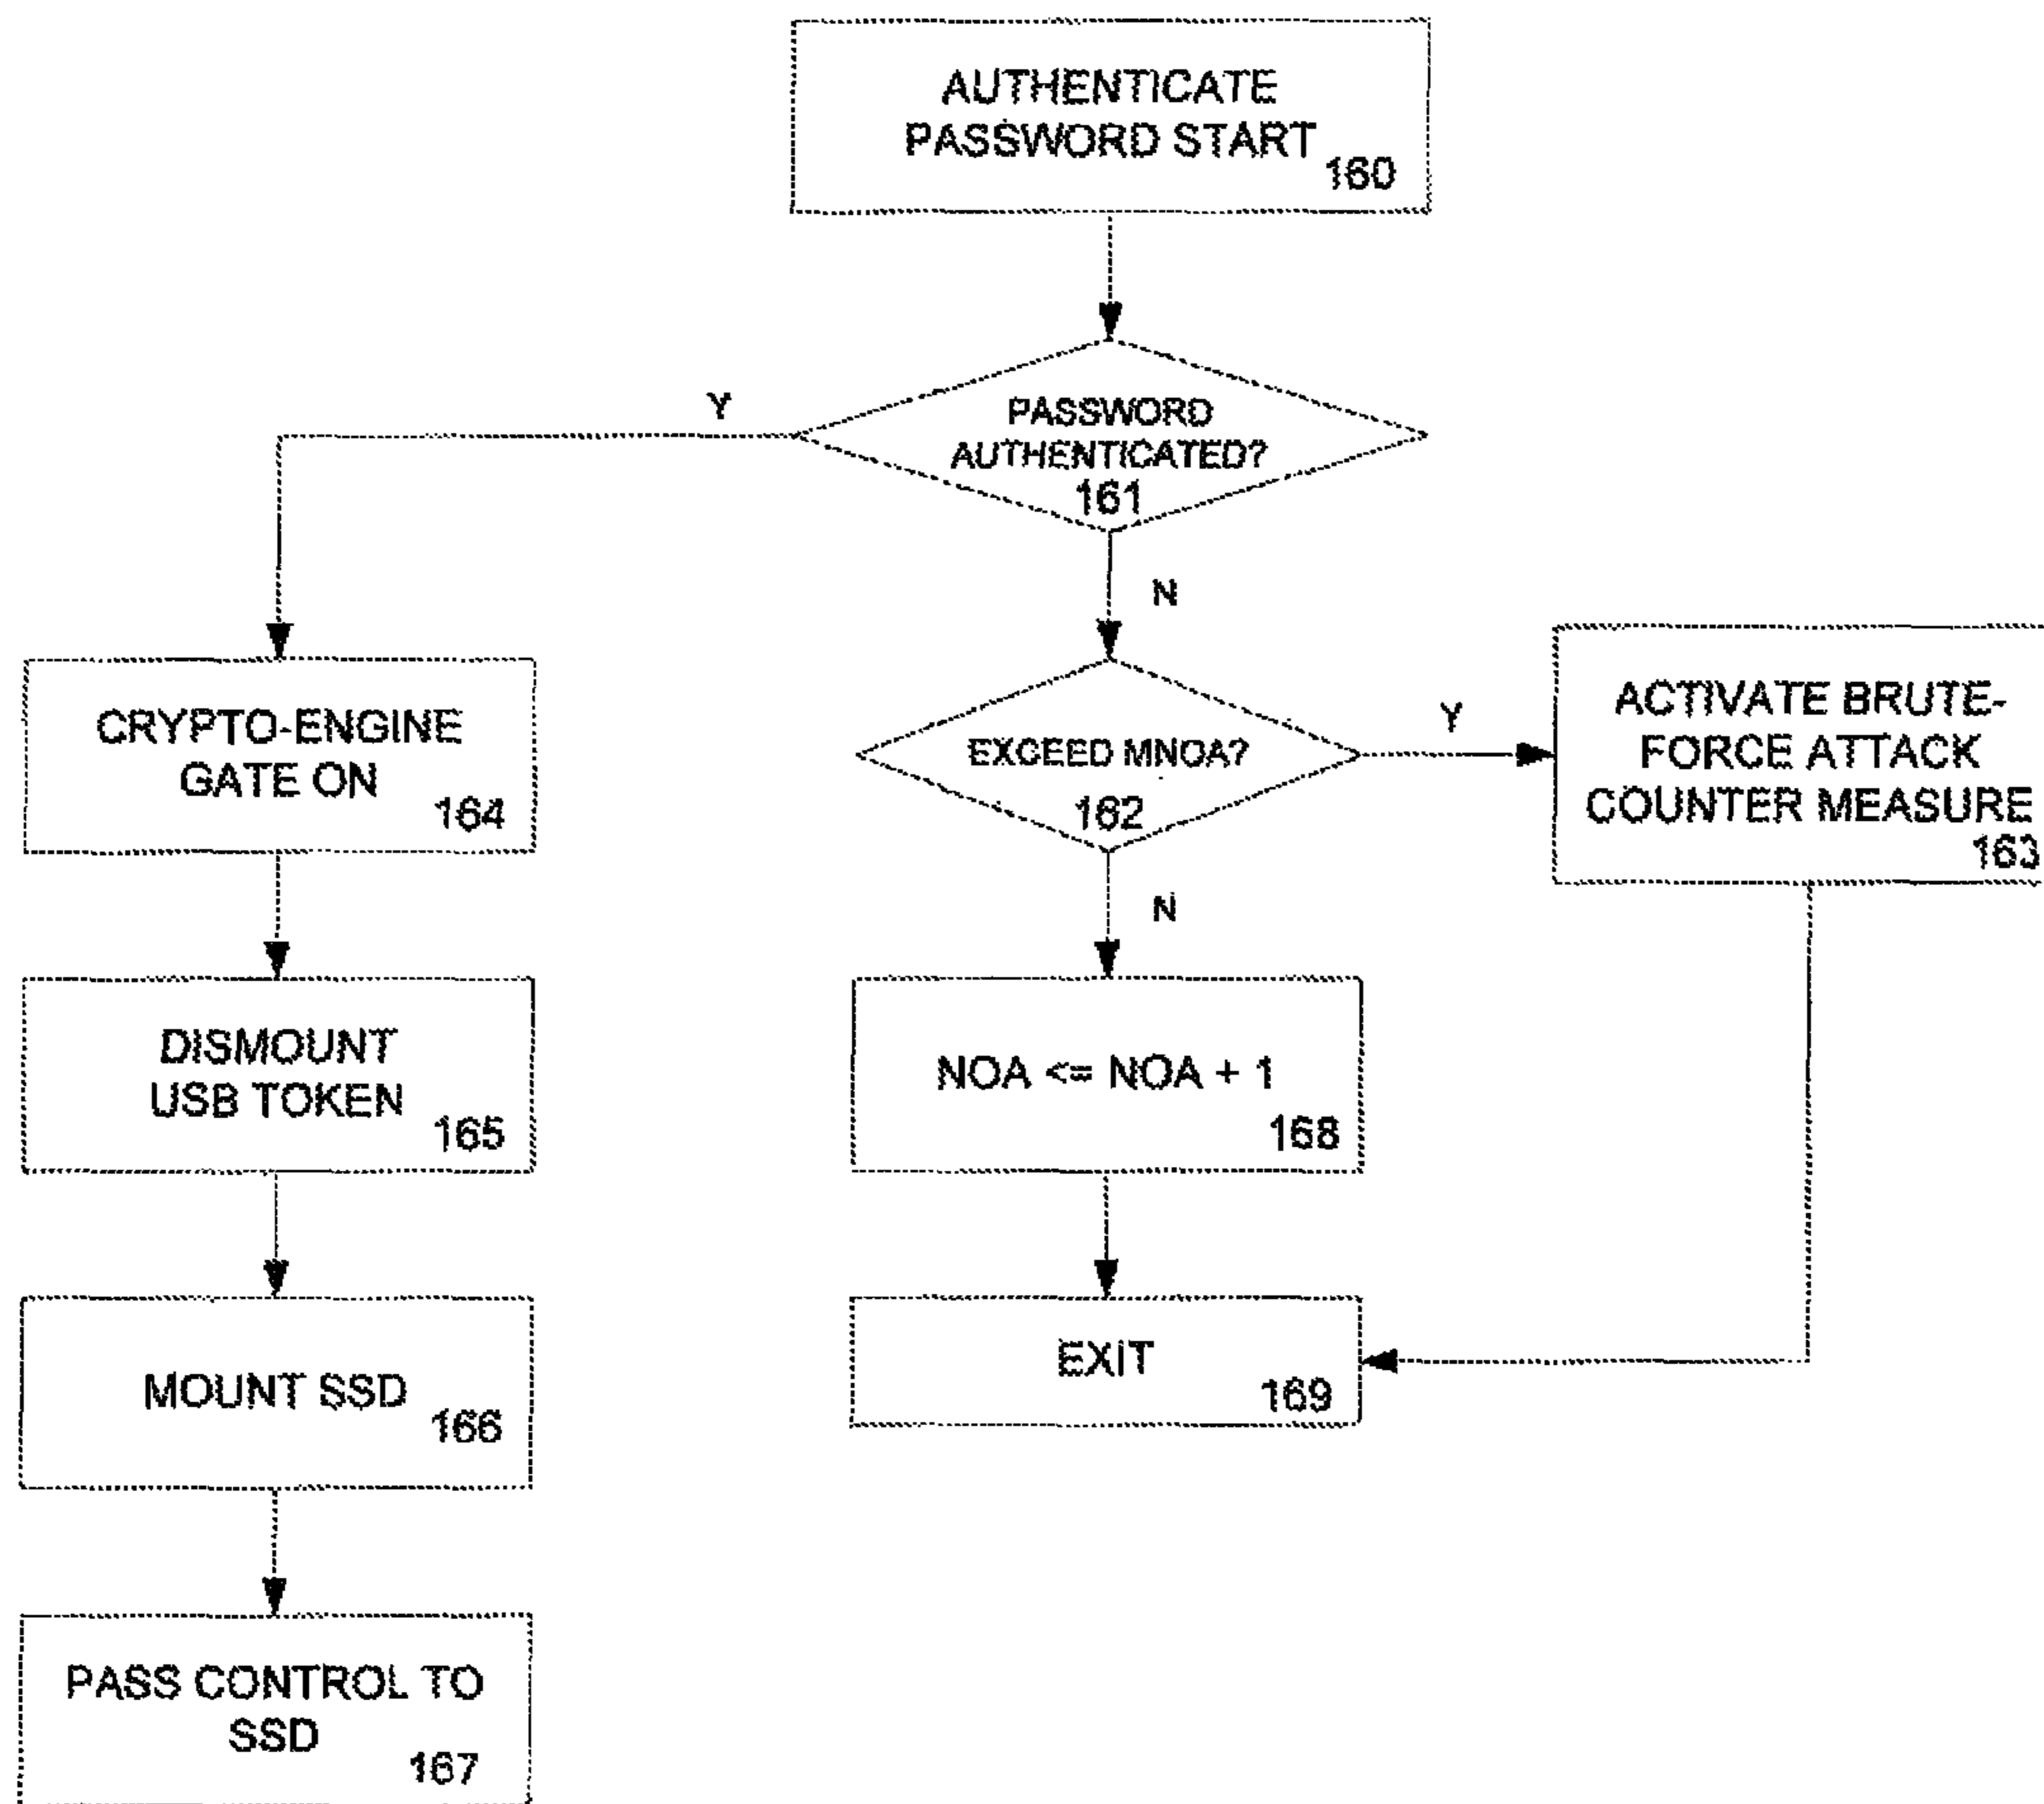 AUTHENTICATE
PASSWORD START
160
Y
PASSWORD
AUTHENTICATED?
161
N
CRYPTO-ENGINE
GATE ON
164
EXCEED MNOA?
162
Y
ACTIVATE BRUTE-
FORCE ATTACK
COUNTER MEASURE
163
N
DISMOUNT
USB TOKEN
165
NOA <= NOA + 1
168
MOUNT SSD
166
EXIT
169
PASS CONTROL TO
SSD
167